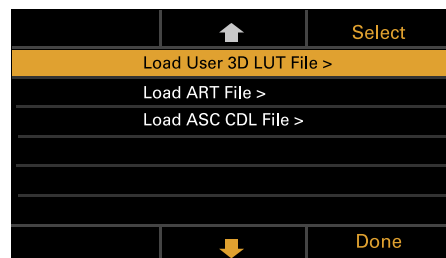 Select
Load User 3D LUT File >
Load ART File >
Load ASC CDL File >
Done